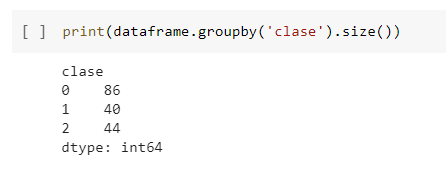 [ ] print(dataframe.groupby('clase').size())
clase
0 86
1 40
2 44
dtype: int64